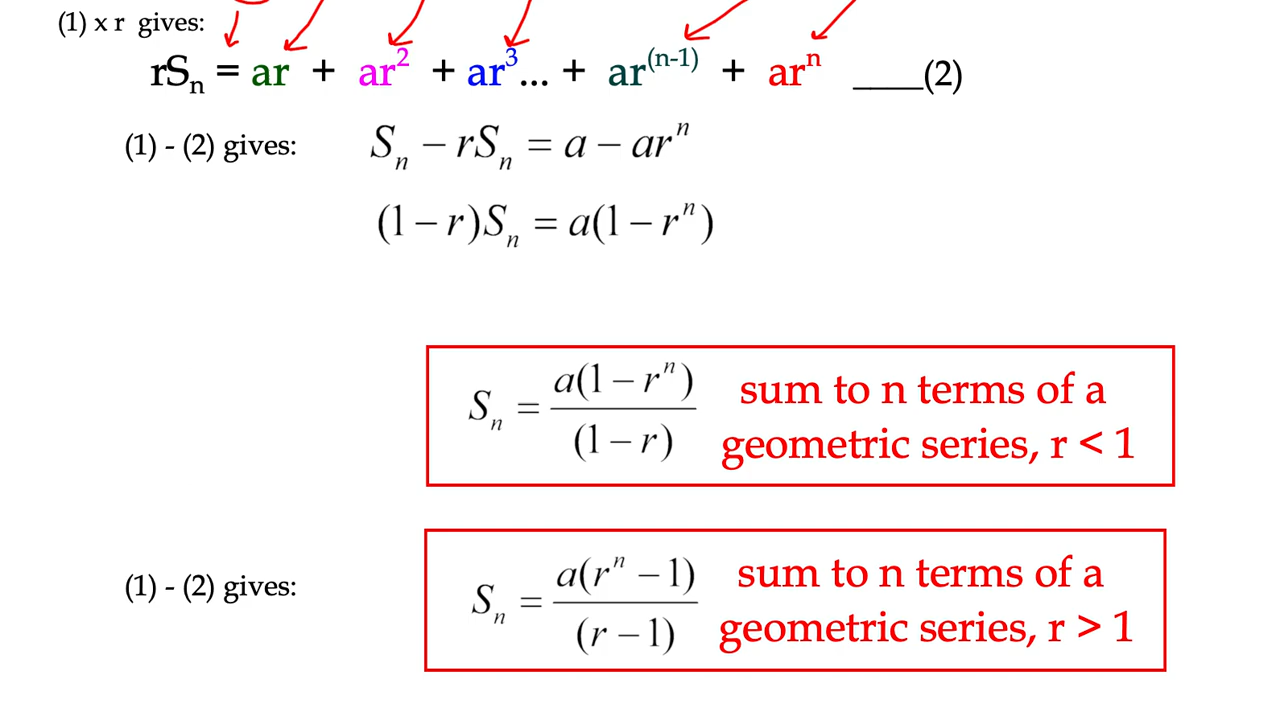 (1) x r gives:
rSₙ = ar + ar² + ar³... + ar⁽ⁿ⁻¹⁾ + arⁿ ____(2)
(1) - (2) gives: Sₙ − rSₙ = a − arⁿ
(1 − r)Sₙ = a(1 − rⁿ)
Sₙ = a(1 − rⁿ) / (1 − r)
sum to n terms of a
geometric series, r < 1
(1) - (2) gives: Sₙ = a(rⁿ − 1) / (r − 1)
sum to n terms of a
geometric series, r > 1